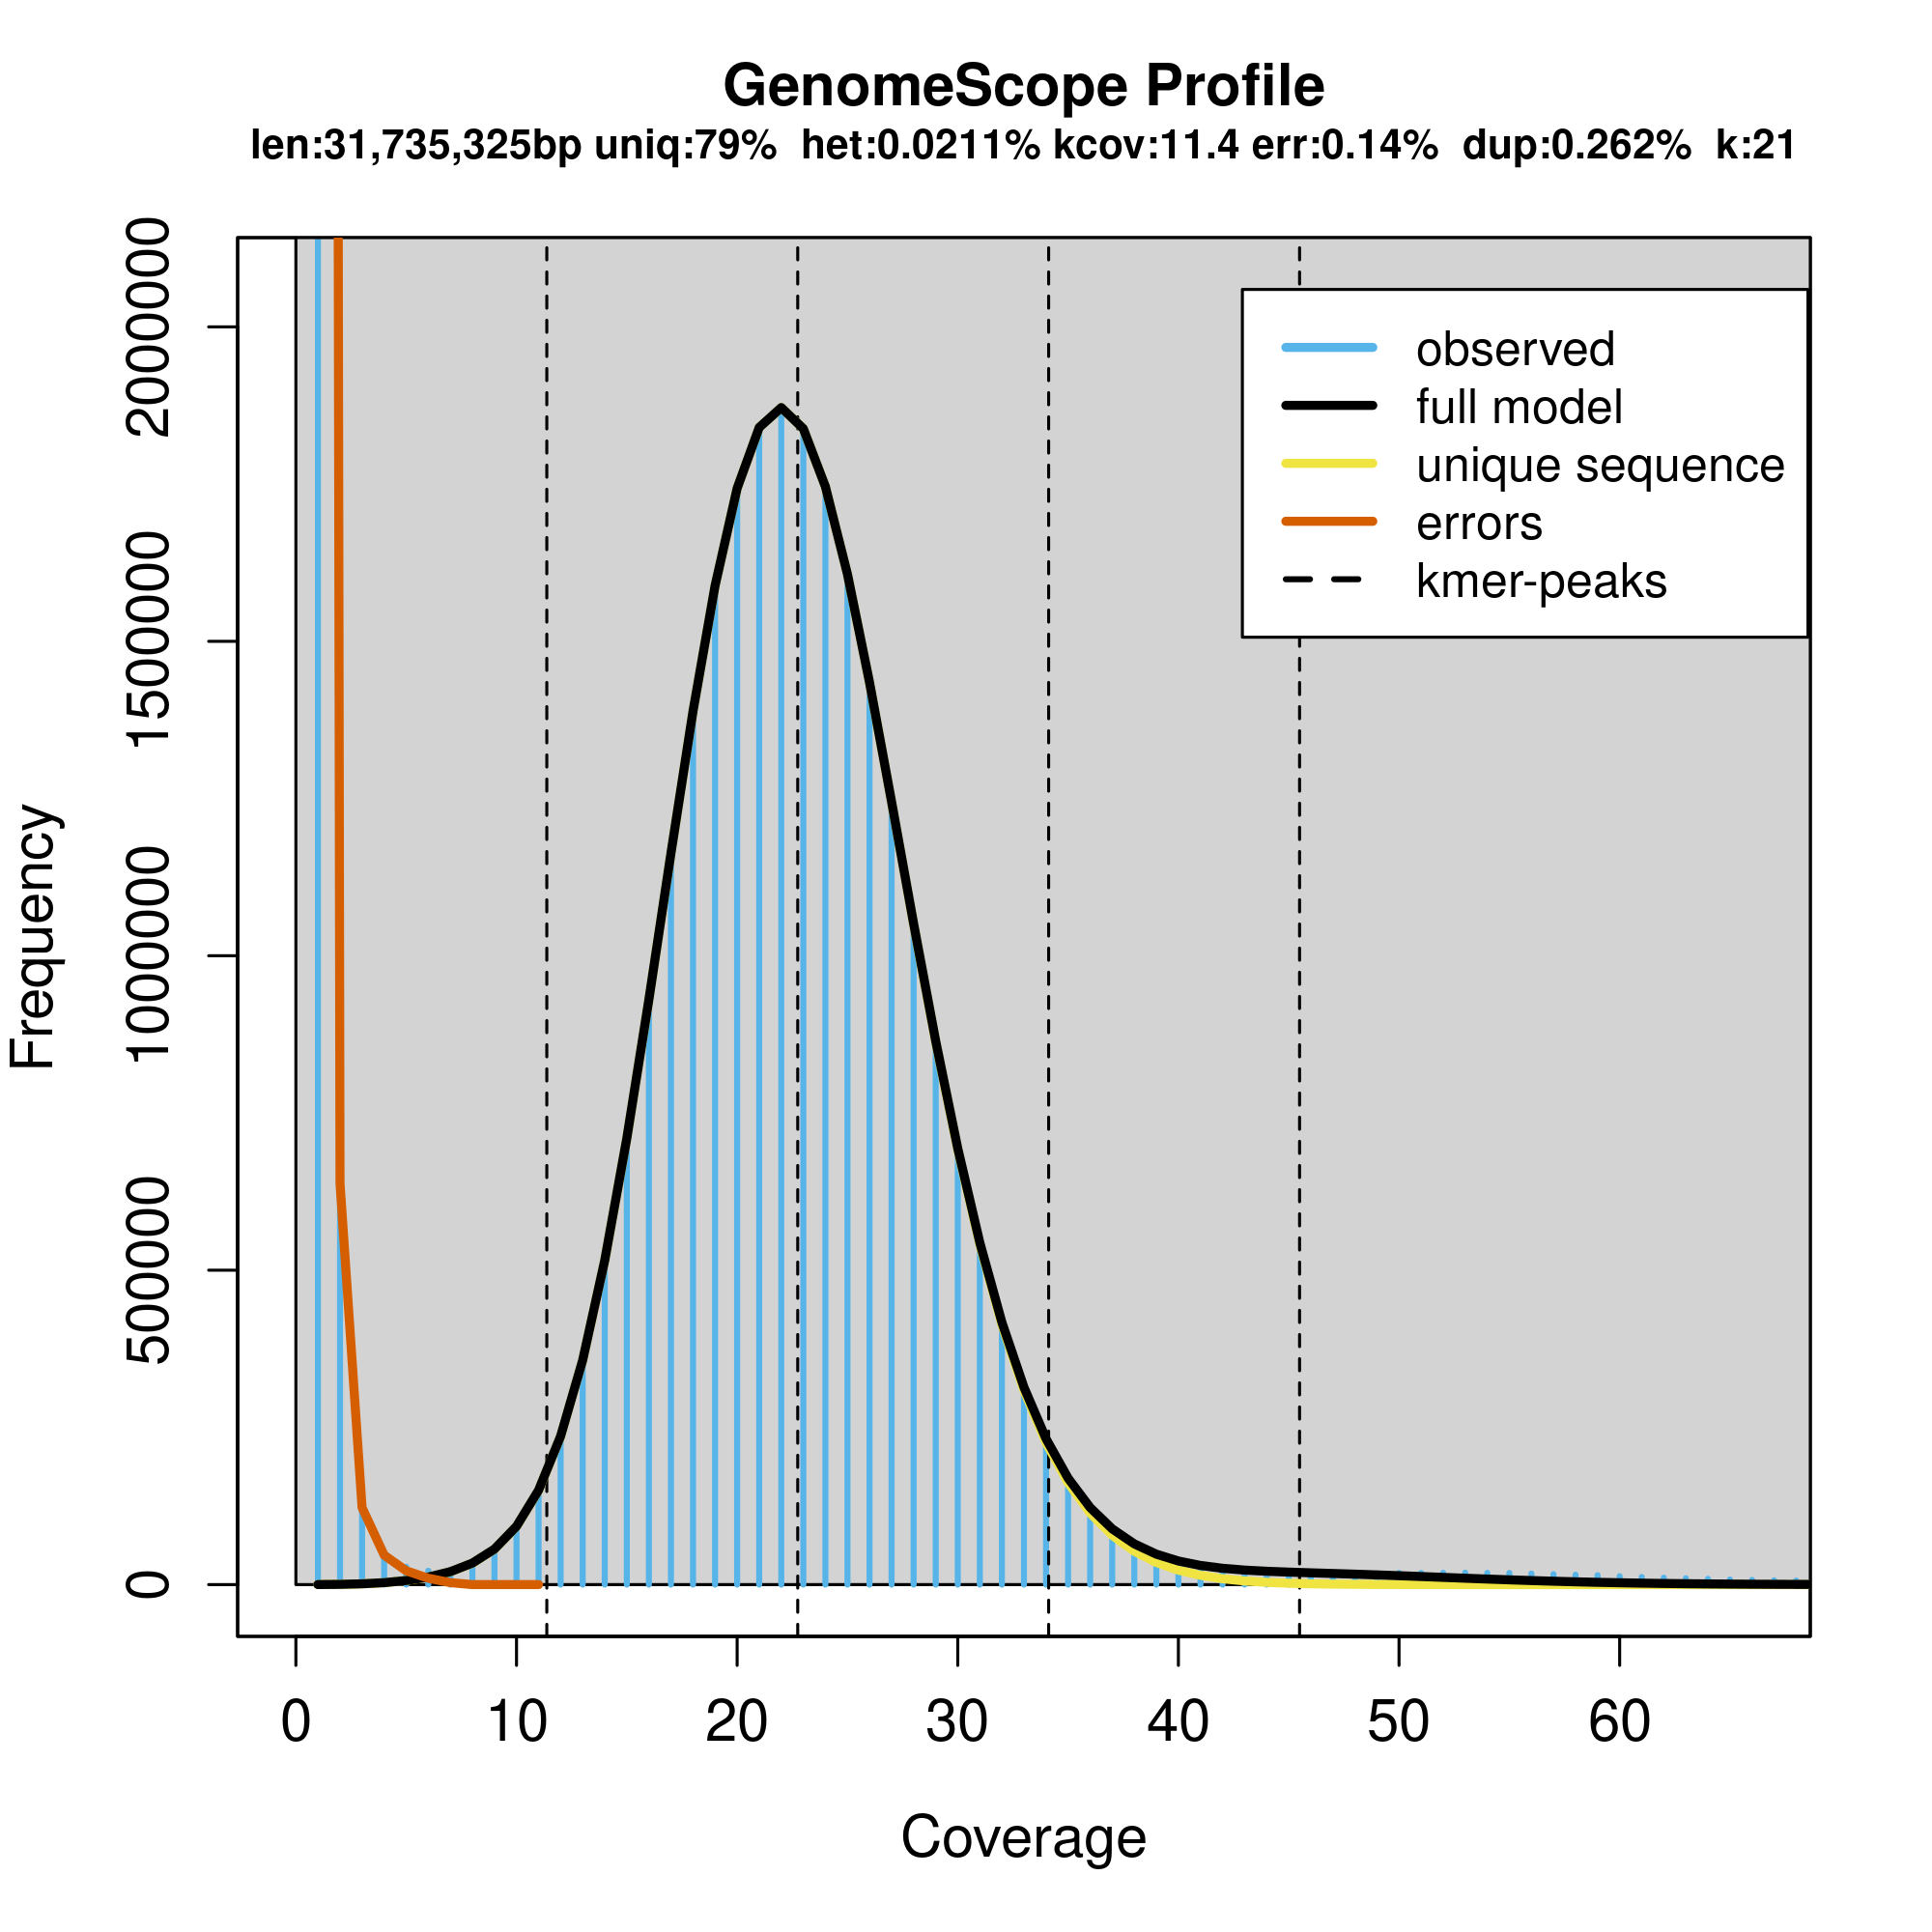 GenomeScope Profile
len:31,735,325bp uniq:79% het:0.0211% kcov:11.4 err:0.14% dup:0.262% k:21
Frequency
2000000
1500000
1000000
500000
0
observed
full model
unique sequence
errors
kmer-peaks
0 10 20 30 40 50 60
Coverage